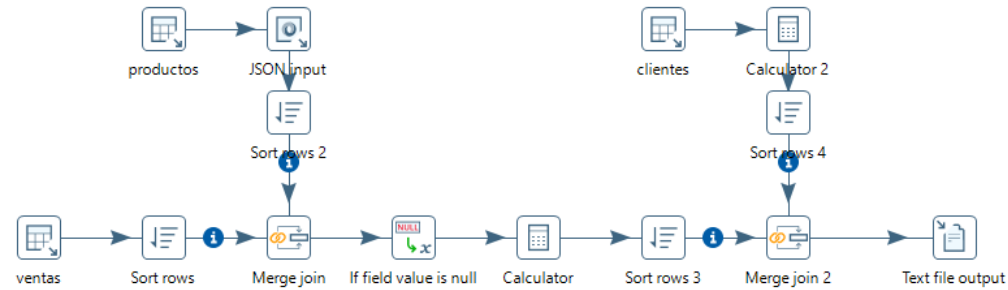 productos
JSON input
clientes
Calculator 2
Sort rows 2
Sort rows 4
NULL
x
ventas
Sort rows
Merge join
If field value is null
Calculator
Sort rows 3
Merge join 2
Text file output